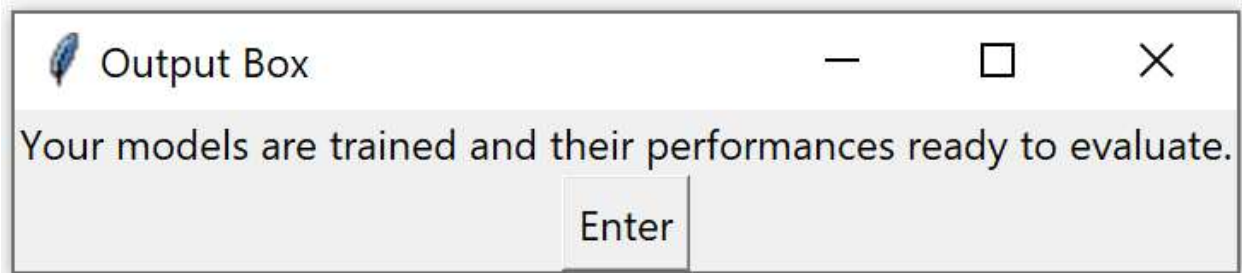 Output Box
Your models are trained and their performances ready to evaluate.
Enter